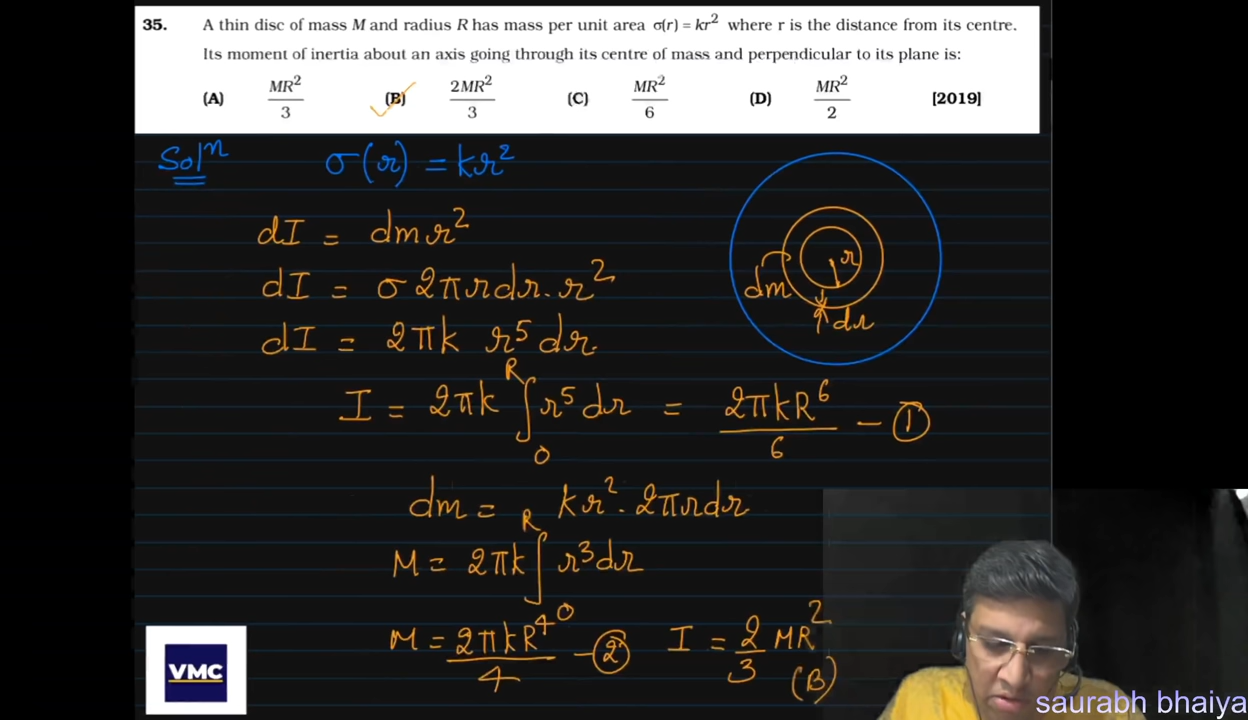 35. A thin disc of mass M and radius R has mass per unit area σ(r) = kr² where r is the distance from its centre.
Its moment of inertia about an axis going through its centre of mass and perpendicular to its plane is:
(A) MR²/3 (B) 2MR²/3 (C) MR²/6 (D) MR²/2 [2019]
Solⁿ σ(r) = kr²
dI = dm r²
dI = σ 2πr dr. r²
dI = 2πk r⁵ dr.
r
dm
dr
I = 2πk ∫₀ᴿ r⁵ dr = 2πkR⁶/6 — ①
dm = kr². 2πr dr
M = 2πk ∫₀ᴿ r³ dr
M = 2πkR⁴/4 — ② I = 2/3 MR²
(B)
VMC
saurabh bhaiya